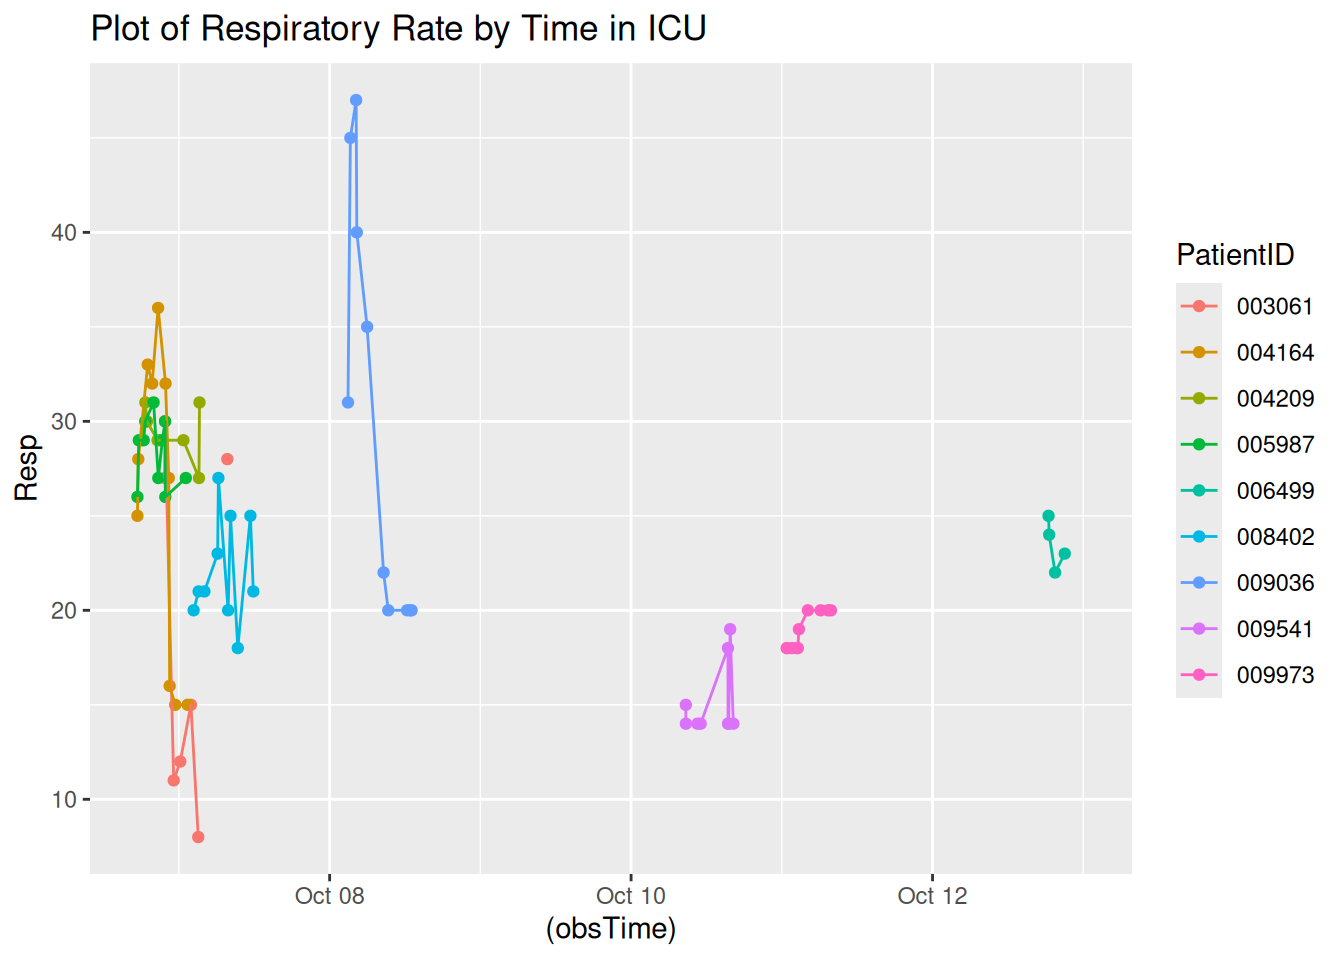 Plot of Respiratory Rate by Time in ICU
40
30
20
10
Resp
Oct 08
Oct 10
Oct 12
(obsTime)
PatientID
003061
004164
004209
005987
006499
008402
009036
009541
009973